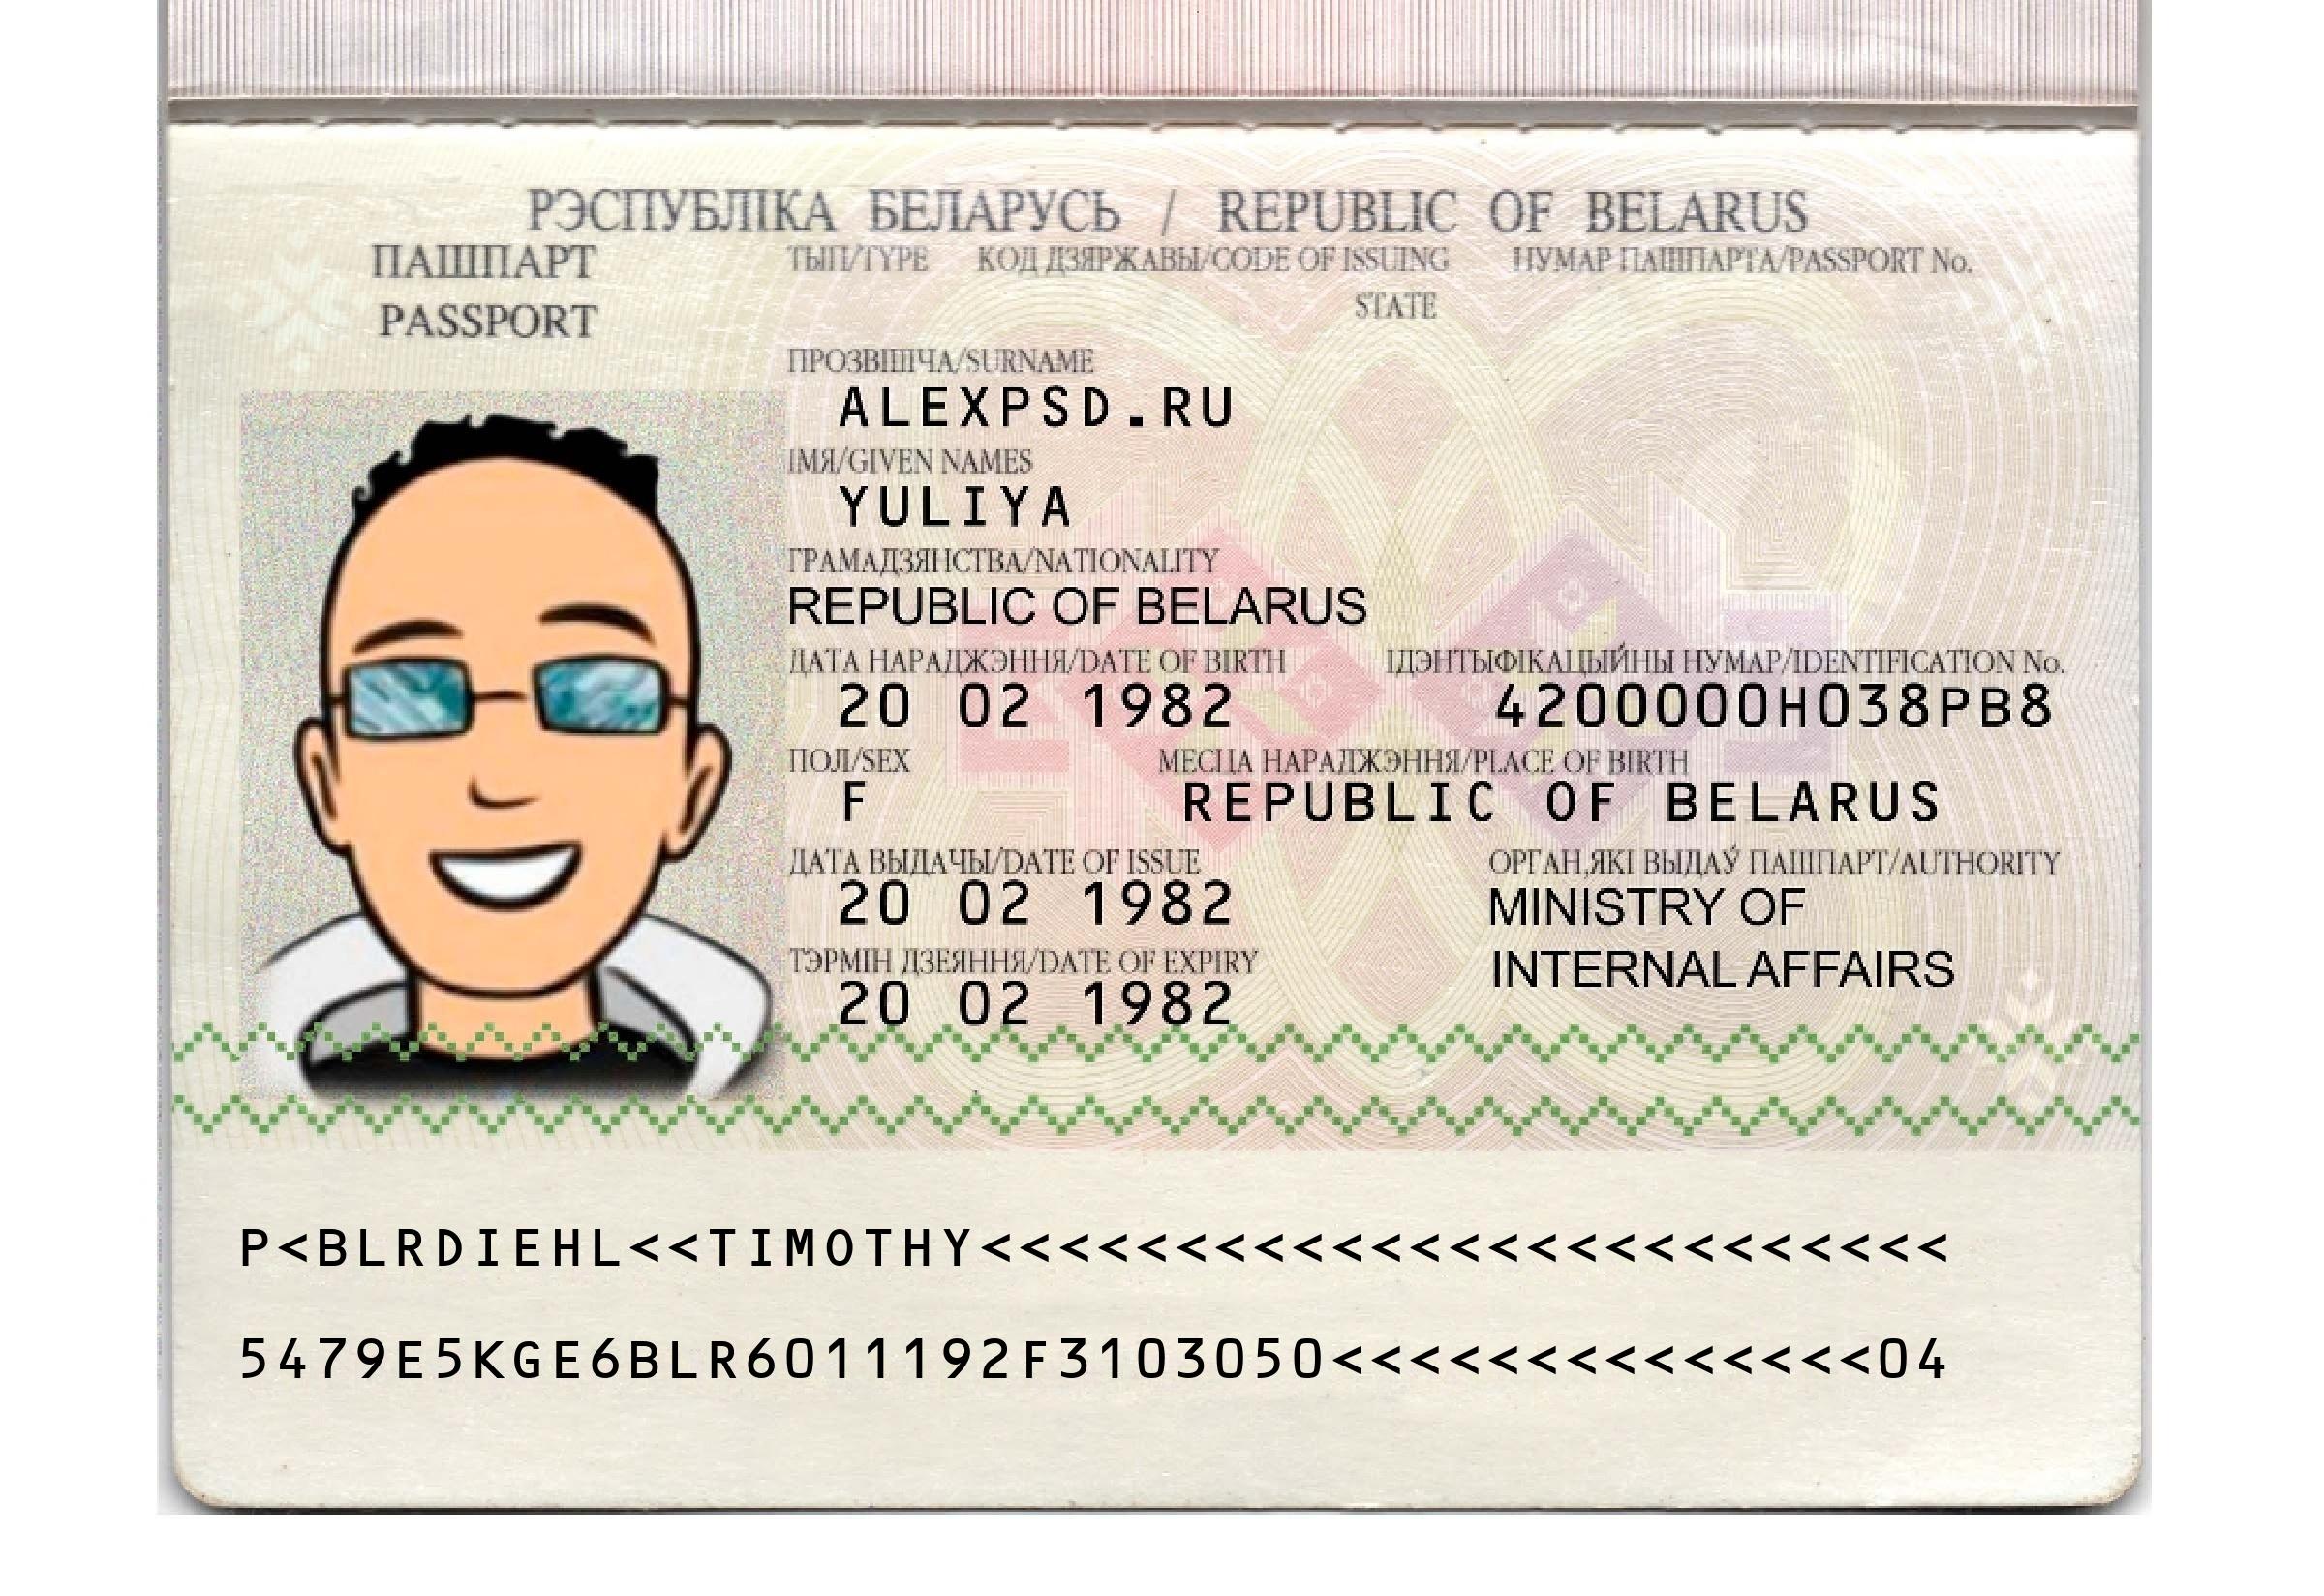 РЭСПУБЛІКА БЕЛАРУСЬ / REPUBLIC OF BELARUS
ПАШПАРТ
PASSPORT
ТЫП/TYPE КОД ДЗЯРЖАВЫ/CODE OF ISSUING STATE НУМАР ПАШПАРТА/PASSPORT No.
ПРОЗВІШЧА/SURNAME
ALEXPSD.RU
ІМЯ/GIVEN NAMES
YULIYA
ГРАМАДЗЯНСТВА/NATIONALITY
REPUBLIC OF BELARUS
ДАТА НАРАДЖЭННЯ/DATE OF BIRTH ІДЭНТЫФІКАЦЫЙНЫ НУМАР/IDENTIFICATION No.
20 02 1982 4200000H038PB8
ПОЛ/SEX МЕСЦА НАРАДЖЭННЯ/PLACE OF BIRTH
F REPUBLIC OF BELARUS
ДАТА ВЫДАЧЫ/DATE OF ISSUE ОРГАН,ЯКІ ВЫДАЎ ПАШПАРТ/AUTHORITY
20 02 1982 MINISTRY OF
INTERNAL AFFAIRS
ТЭРМІН ДЗЕЯННЯ/DATE OF EXPIRY
20 02 1982
P<BLRDIEHL<<TIMOTHY<<<<<<<<<<<<<<<<<<<<<<<<<
5479E5KGE6BLR6011192F3103050<<<<<<<<<<<<<<04